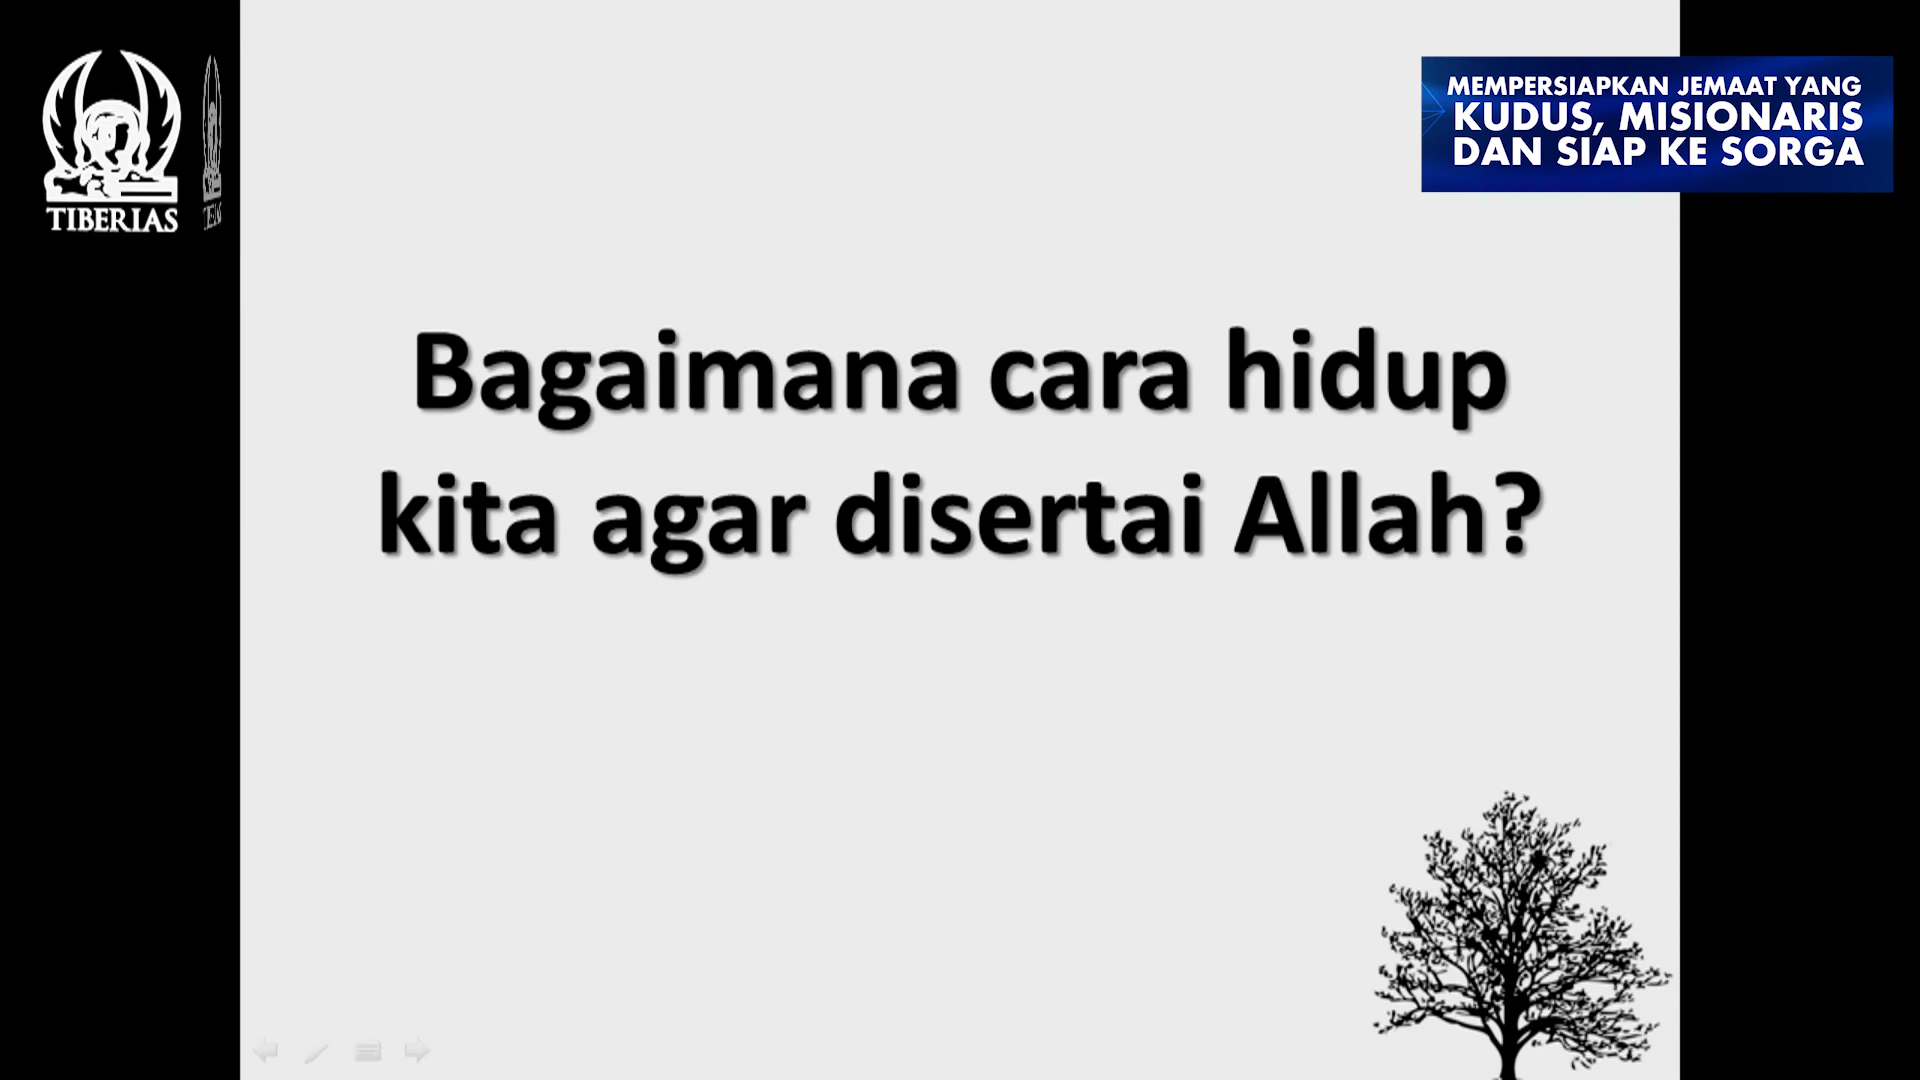 TIBERIAS
MEMPERSIAPKAN JEMAAT YANG
KUDUS, MISIONARIS
DAN SIAP KE SORGA
Bagaimana cara hidup
kita agar disertai Allah?